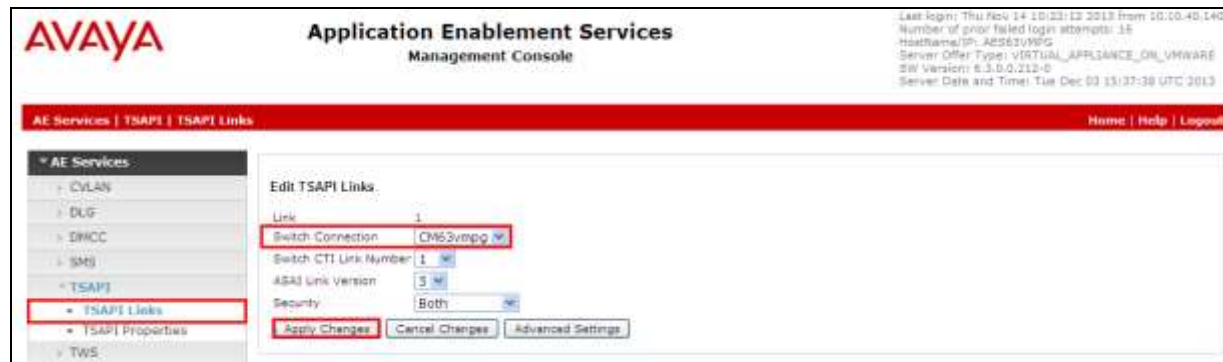 AVAYA
Application Enablement Services
Management Console
Last login: Thu Nov 14 10:23:12 2013 from 10.10.40.140
Number of prior failed login attempts: 16
HostName/IP: AES63VMPG
Server Offer Type: VIRTUAL_APPLIANCE_ON_VMWARE
SW Version: 6.3.0.0.212-0
Server Date and Time: Tue Dec 03 15:37:38 UTC 2013
AE Services | TSAPI | TSAPI Links
Home | Help | Logout
AE Services
CVLAN
DLG
DMCC
SMS
TSAPI
TSAPI Links
TSAPI Properties
TWS
Edit TSAPI Links
Link 1
Switch Connection CM63vmpg
Switch CTI Link Number 1
ASAI Link Version 5
Security Both
Apply Changes Cancel Changes Advanced Settings